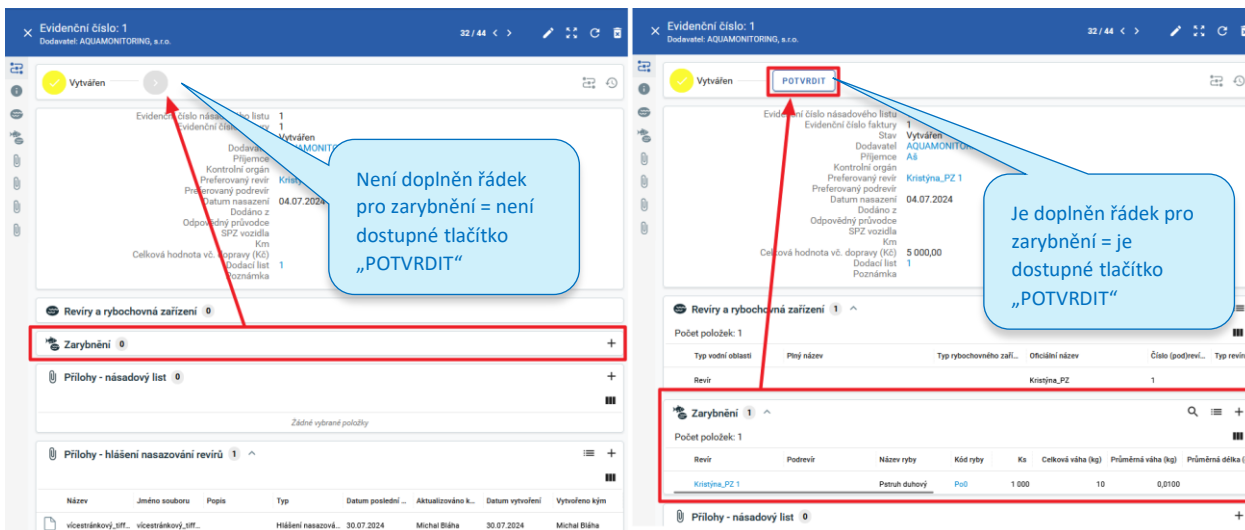 Evidenční číslo: 1
Dodavatel: AQUAMONITORING, s.r.o.
32 / 44
Vytvářen
Evidenční číslo násadového listu 1
1
Vytvářen
AQUAMONITO
Příjemce
Kontrolní orgán
Preferovaný revír
Preferovaný podrevír
Datum nasazení 04.07.2024
Dodáno z
Odpovědný průvodce
SPZ vozidla
Km
Celková hodnota vč. dopravy (Kč)
Dodací list 1
Poznámka
Není doplněn řádek
pro zarybnění = není
dostupné tlačítko
„POTVRDIT“
Revíry a rybochovná zařízení 0
Zarybnění 0
Přílohy - násadový list 0
Žádné vybrané položky
Přílohy - hlášení nasazování revírů 1
Název Jméno souboru Popis Typ Datum poslední ... Aktualizováno k... Datum vytvoření Vytvořeno kým
vícestránkový_tiff... vícestránkový_tiff... Hlášení nasazová... 30.07.2024 Michal Bláha 30.07.2024 Michal Bláha
Evidenční číslo: 1
Dodavatel: AQUAMONITORING, s.r.o.
32 / 44
Vytvářen
POTVRDIT
Evidenční číslo násadového listu
Evidenční číslo faktury 1
Stav Vytvářen
Dodavatel AQUAMONITORING
Příjemce Aš
Kontrolní orgán
Preferovaný revír Kristýna_PZ 1
Preferovaný podrevír
Datum nasazení 04.07.2024
Dodáno z
Odpovědný průvodce
SPZ vozidla
Km
Celková hodnota vč. dopravy (Kč) 5 000,00
Dodací list 1
Poznámka
Je doplněn řádek pro
zarybnění = je
dostupné tlačítko
„POTVRDIT“
Revíry a rybochovná zařízení 1
Počet položek: 1
Typ vodní oblasti Plný název Typ rybochovného zaří... Oficiální název Číslo (pod)reví... Typ revíru
Revír Kristýna_PZ 1
Zarybnění 1
Počet položek: 1
Revír Podrevír Název ryby Kód ryby Ks Celková váha (kg) Průměrná váha (kg) Průměrná délka (
Kristýna_PZ 1 Pstruh duhový Po0 1 000 10 0,0100
Přílohy - násadový list 0